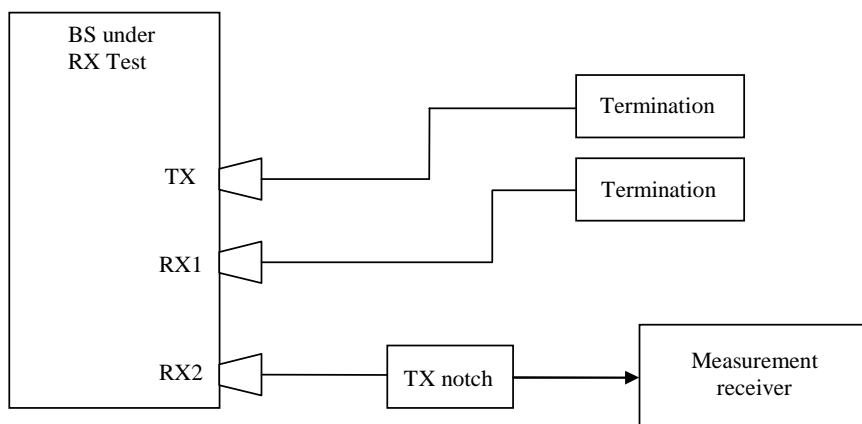 BS under
RX Test
Termination
TX
Termination
RX1
RX2
TX notch
Measurement
receiver